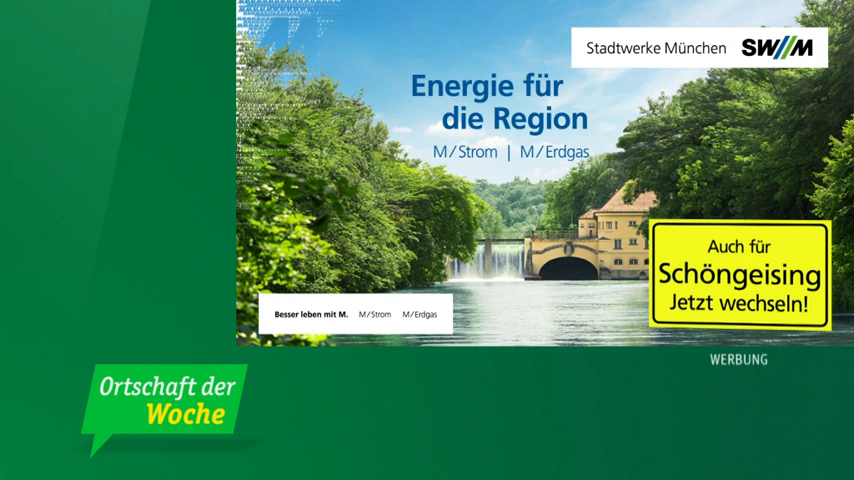 Stadtwerke München SW//M
Energie für
die Region
M/Strom | M/Erdgas
Auch für
Schöngeising
Jetzt wechseln!
Besser leben mit M. M/Strom M/Erdgas
WERBUNG
Ortschaft der
Woche